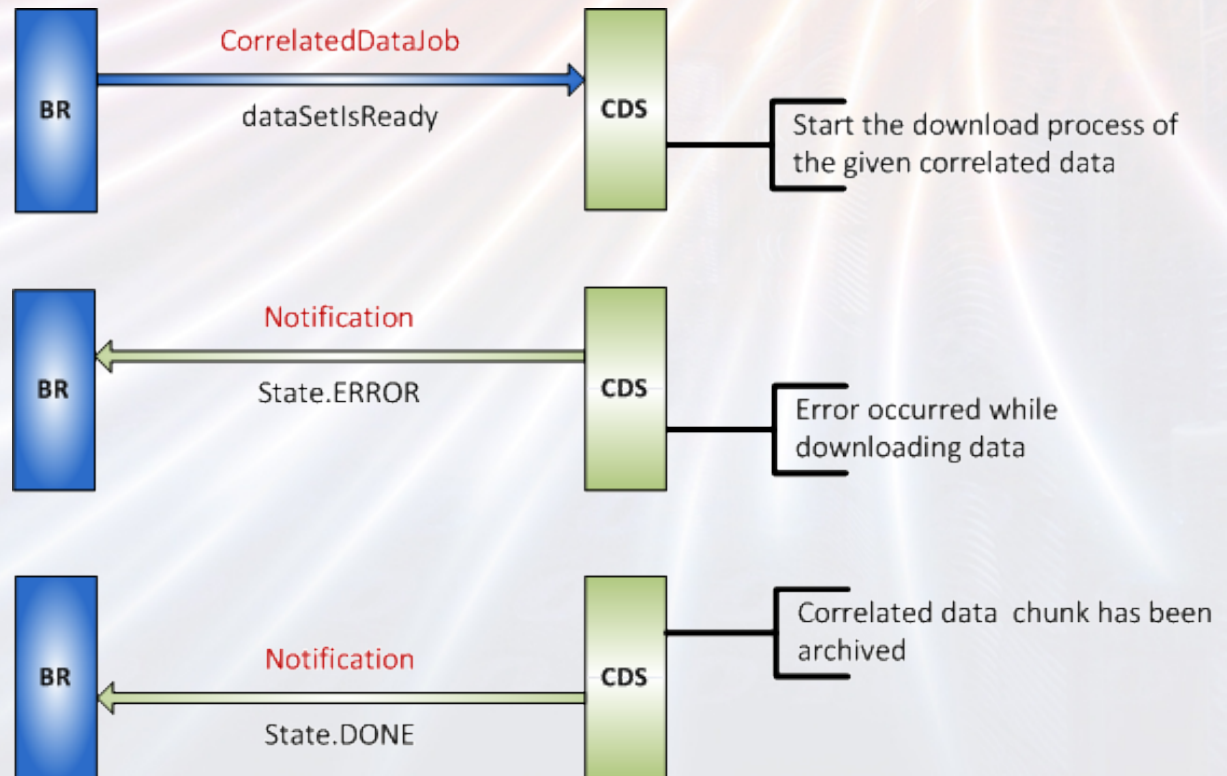 CorrelatedDataJob
BR
dataSetIsReady
CDS
Start the download process of
the given correlated data
Notification
BR
State.ERROR
CDS
Error occurred while
downloading data
Notification
BR
State.DONE
CDS
Correlated data chunk has been
archived